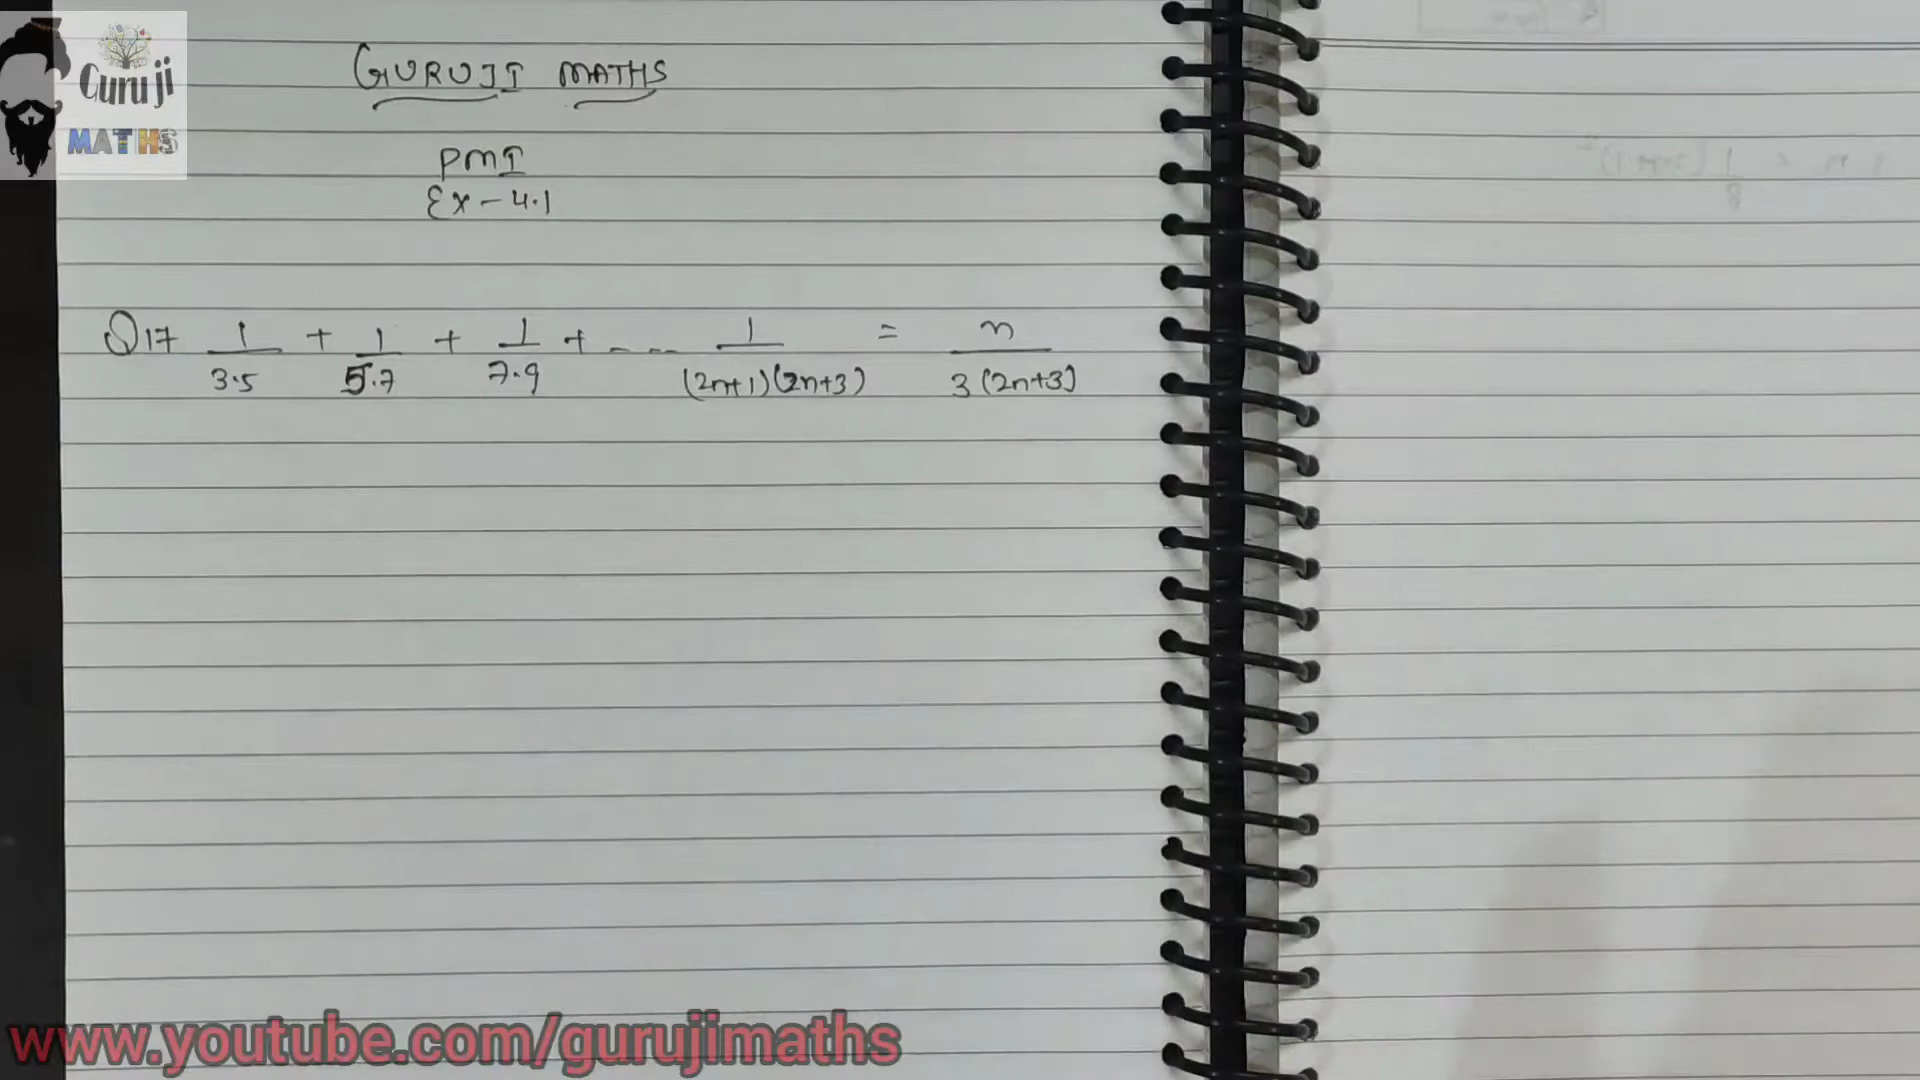 Guru ji
MATHS
GURUJI MATHS
PMI
Ex - 4.1
Q17 1/3.5 + 1/5.7 + 1/7.9 + ---- 1/(2n+1)(2n+3) = n/3(2n+3)
www.youtube.com/gurujimaths